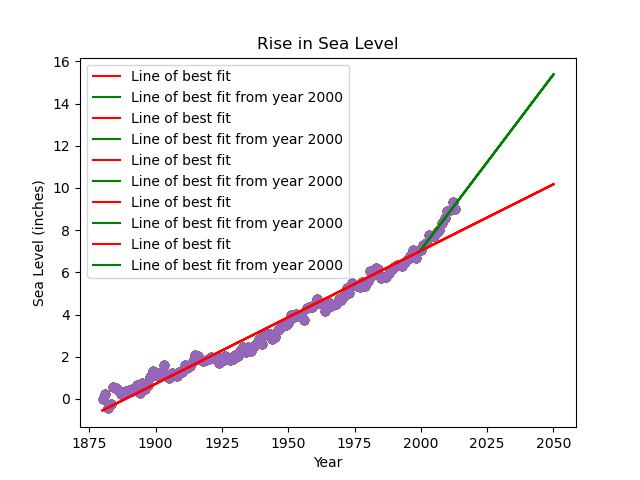 Rise in Sea Level
16
14
12
10
8
6
4
2
0
Sea Level (inches)
Line of best fit
Line of best fit from year 2000
Line of best fit
Line of best fit from year 2000
Line of best fit
Line of best fit from year 2000
Line of best fit
Line of best fit from year 2000
Line of best fit
Line of best fit from year 2000
1875 1900 1925 1950 1975 2000 2025 2050
Year